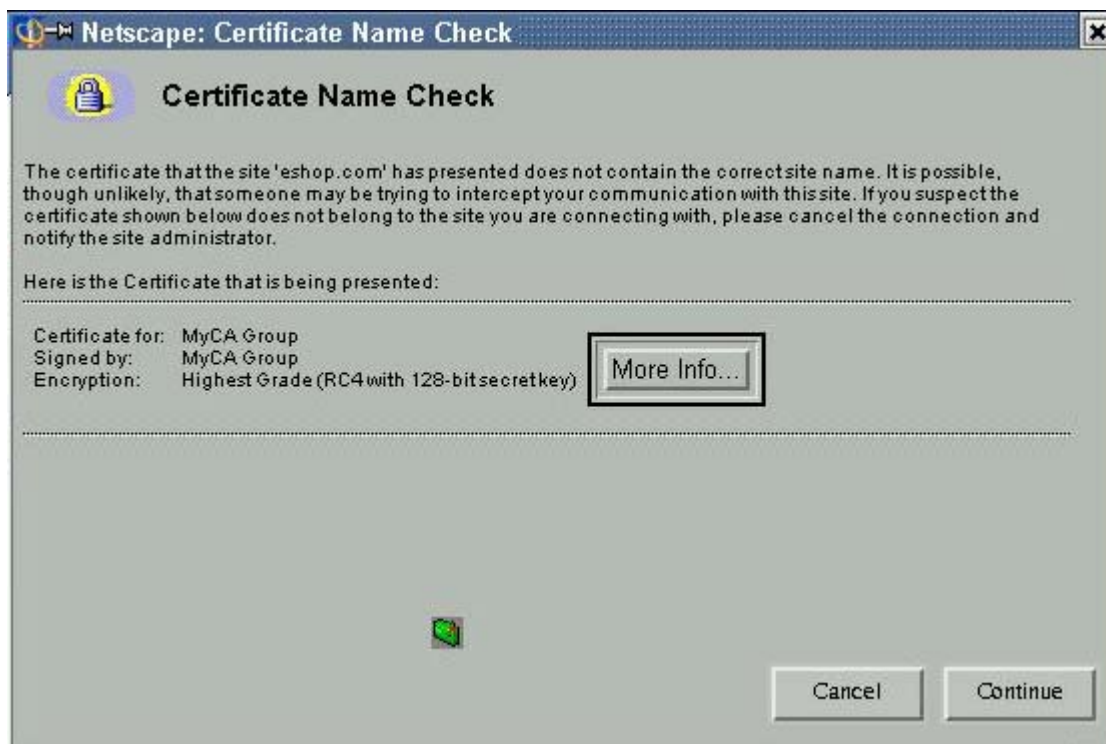 Netscape: Certificate Name Check
Certificate Name Check
The certificate that the site 'eshop.com' has presented does not contain the correct site name. It is possible,
though unlikely, that someone may be trying to intercept your communication with this site. If you suspect the
certificate shown below does not belong to the site you are connecting with, please cancel the connection and
notify the site administrator.
Here is the Certificate that is being presented:
Certificate for: MyCA Group
Signed by: MyCA Group
Encryption: Highest Grade (RC4 with 128-bit secret key)
More Info...
Cancel Continue